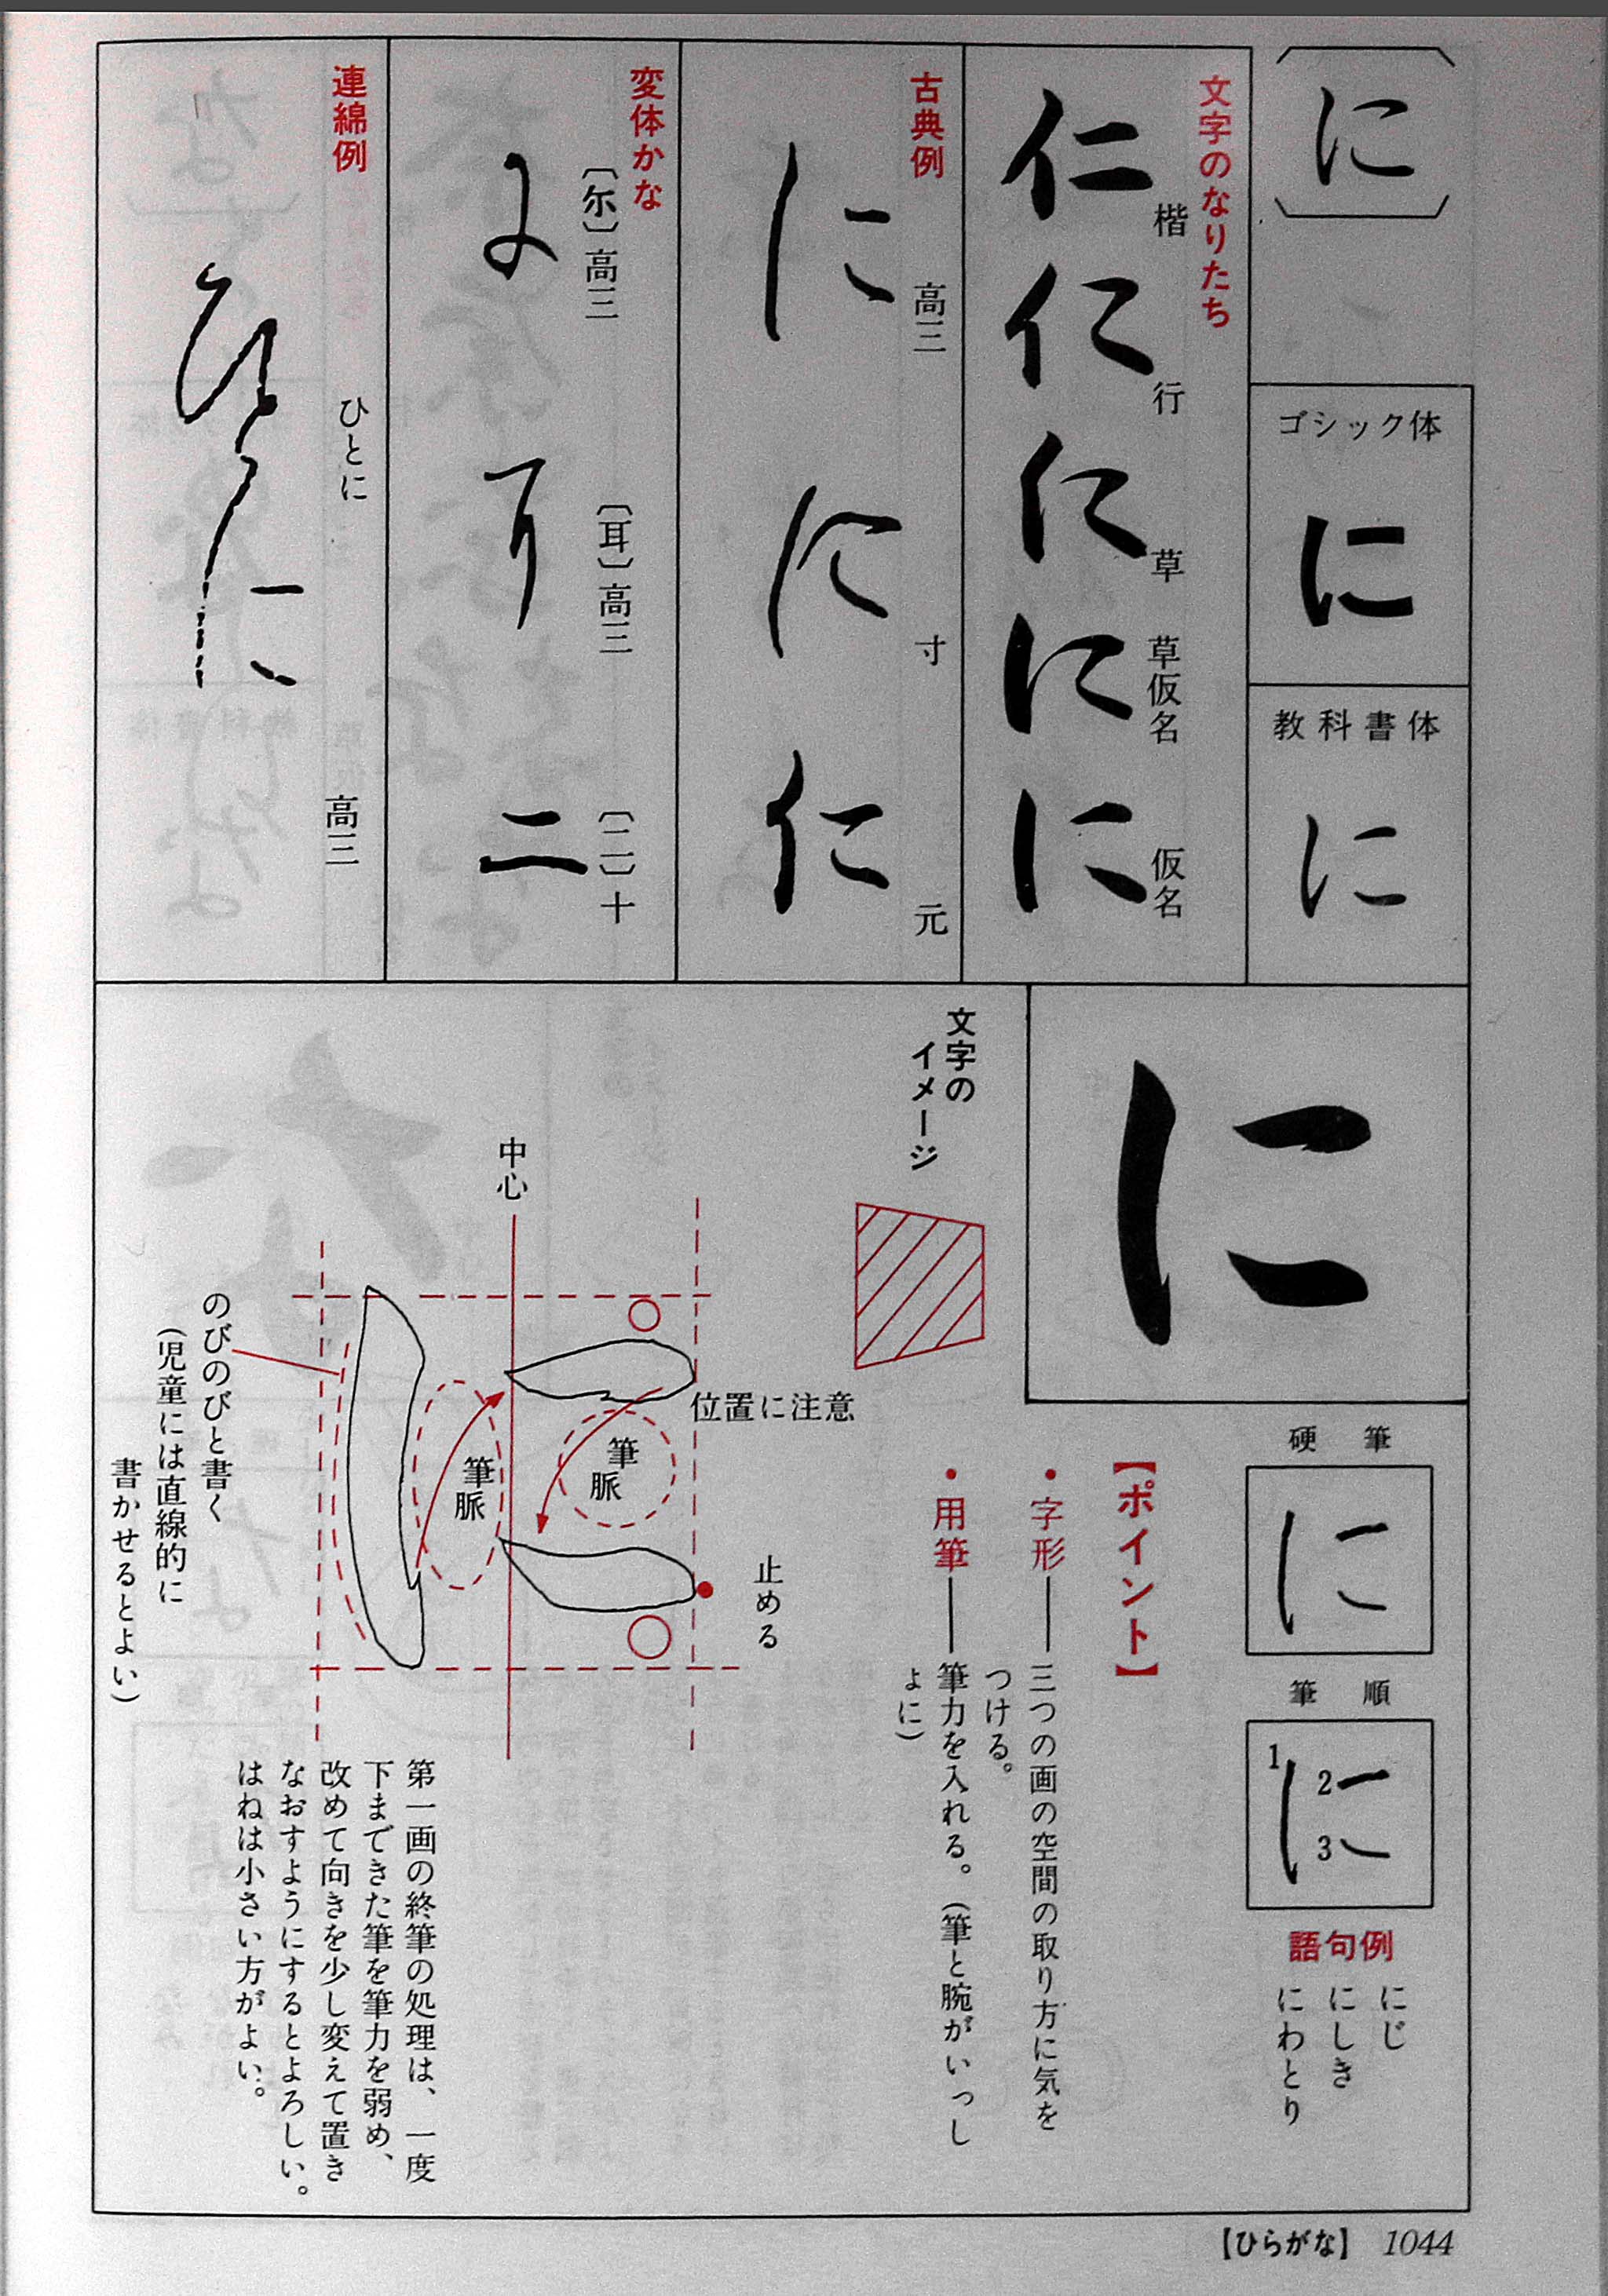 〔に〕
ゴシック体
に
教科書体
に
文字のなりたち
仁 楷
仁 行
仁 草
に 草仮名
に 仮名
古典例
に 高三
に 寸
仁 元
変体かな
〔尓〕高三
〔耳〕高三
〔二〕十
二
連綿例
ひとに
高三
ひとに
に
硬筆
に
筆順
1
2
3
に
語句例
にじ
にしき
にわとり
【ポイント】
・字形——三つの画の空間の取り方に気を
つける。
・用筆——筆力を入れる。(筆と腕がいっし
ょに)
文字の
イメージ
中心
位置に注意
筆脈
筆脈
止める
のびのびと書く
(児童には直線的に
書かせるとよい)
第一画の終筆の処理は、一度
下まできた筆を筆力を弱め、
改めて向きを少し変えて置き
なおすようにするとよろしい。
はねは小さい方がよい。
【ひらがな】 1044